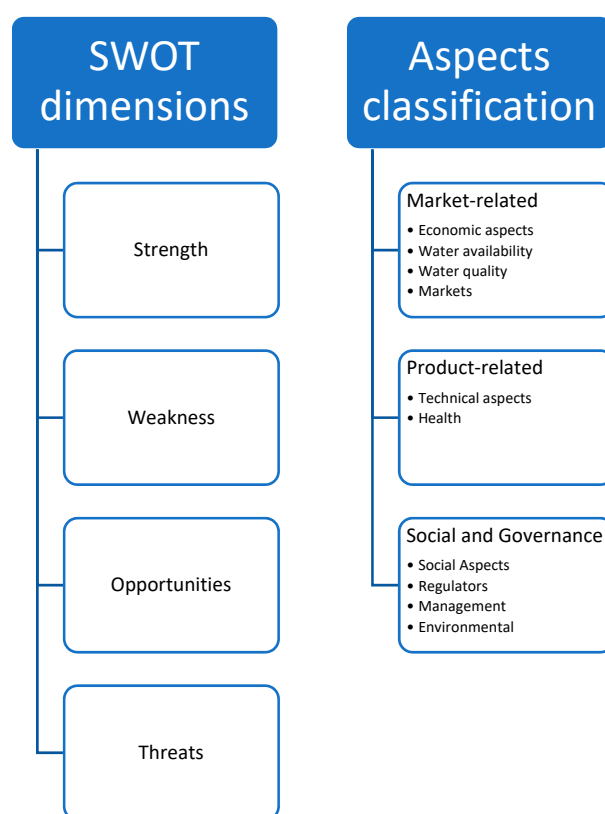 SWOT
dimensions
Strength
Weakness
Opportunities
Threats
Aspects
classification
Market-related
• Economic aspects
• Water availability
• Water quality
• Markets
Product-related
• Technical aspects
• Health
Social and Governance
• Social Aspects
• Regulators
• Management
• Environmental